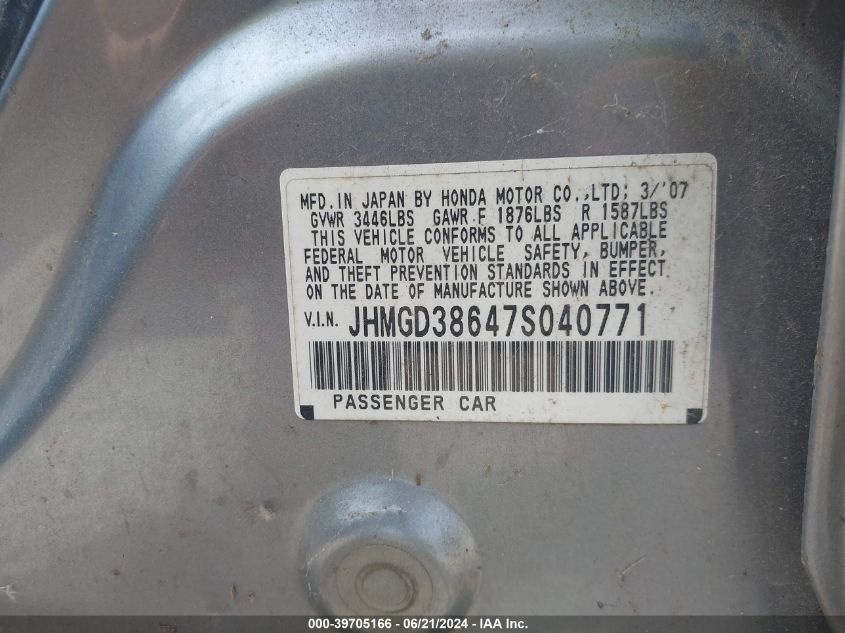 MFD. IN JAPAN BY HONDA MOTOR CO.,LTD; 3/'07
GVWR 3446LBS GAWR F 1876LBS R 1587LBS
THIS VEHICLE CONFORMS TO ALL APPLICABLE
FEDERAL MOTOR VEHICLE SAFETY, BUMPER,
AND THEFT PREVENTION STANDARDS IN EFFECT
ON THE DATE OF MANUFACTURE SHOWN ABOVE.
V.I.N. JHMGD38647S040771
PASSENGER CAR
000-39705166 - 06/21/2024 - IAAI.com